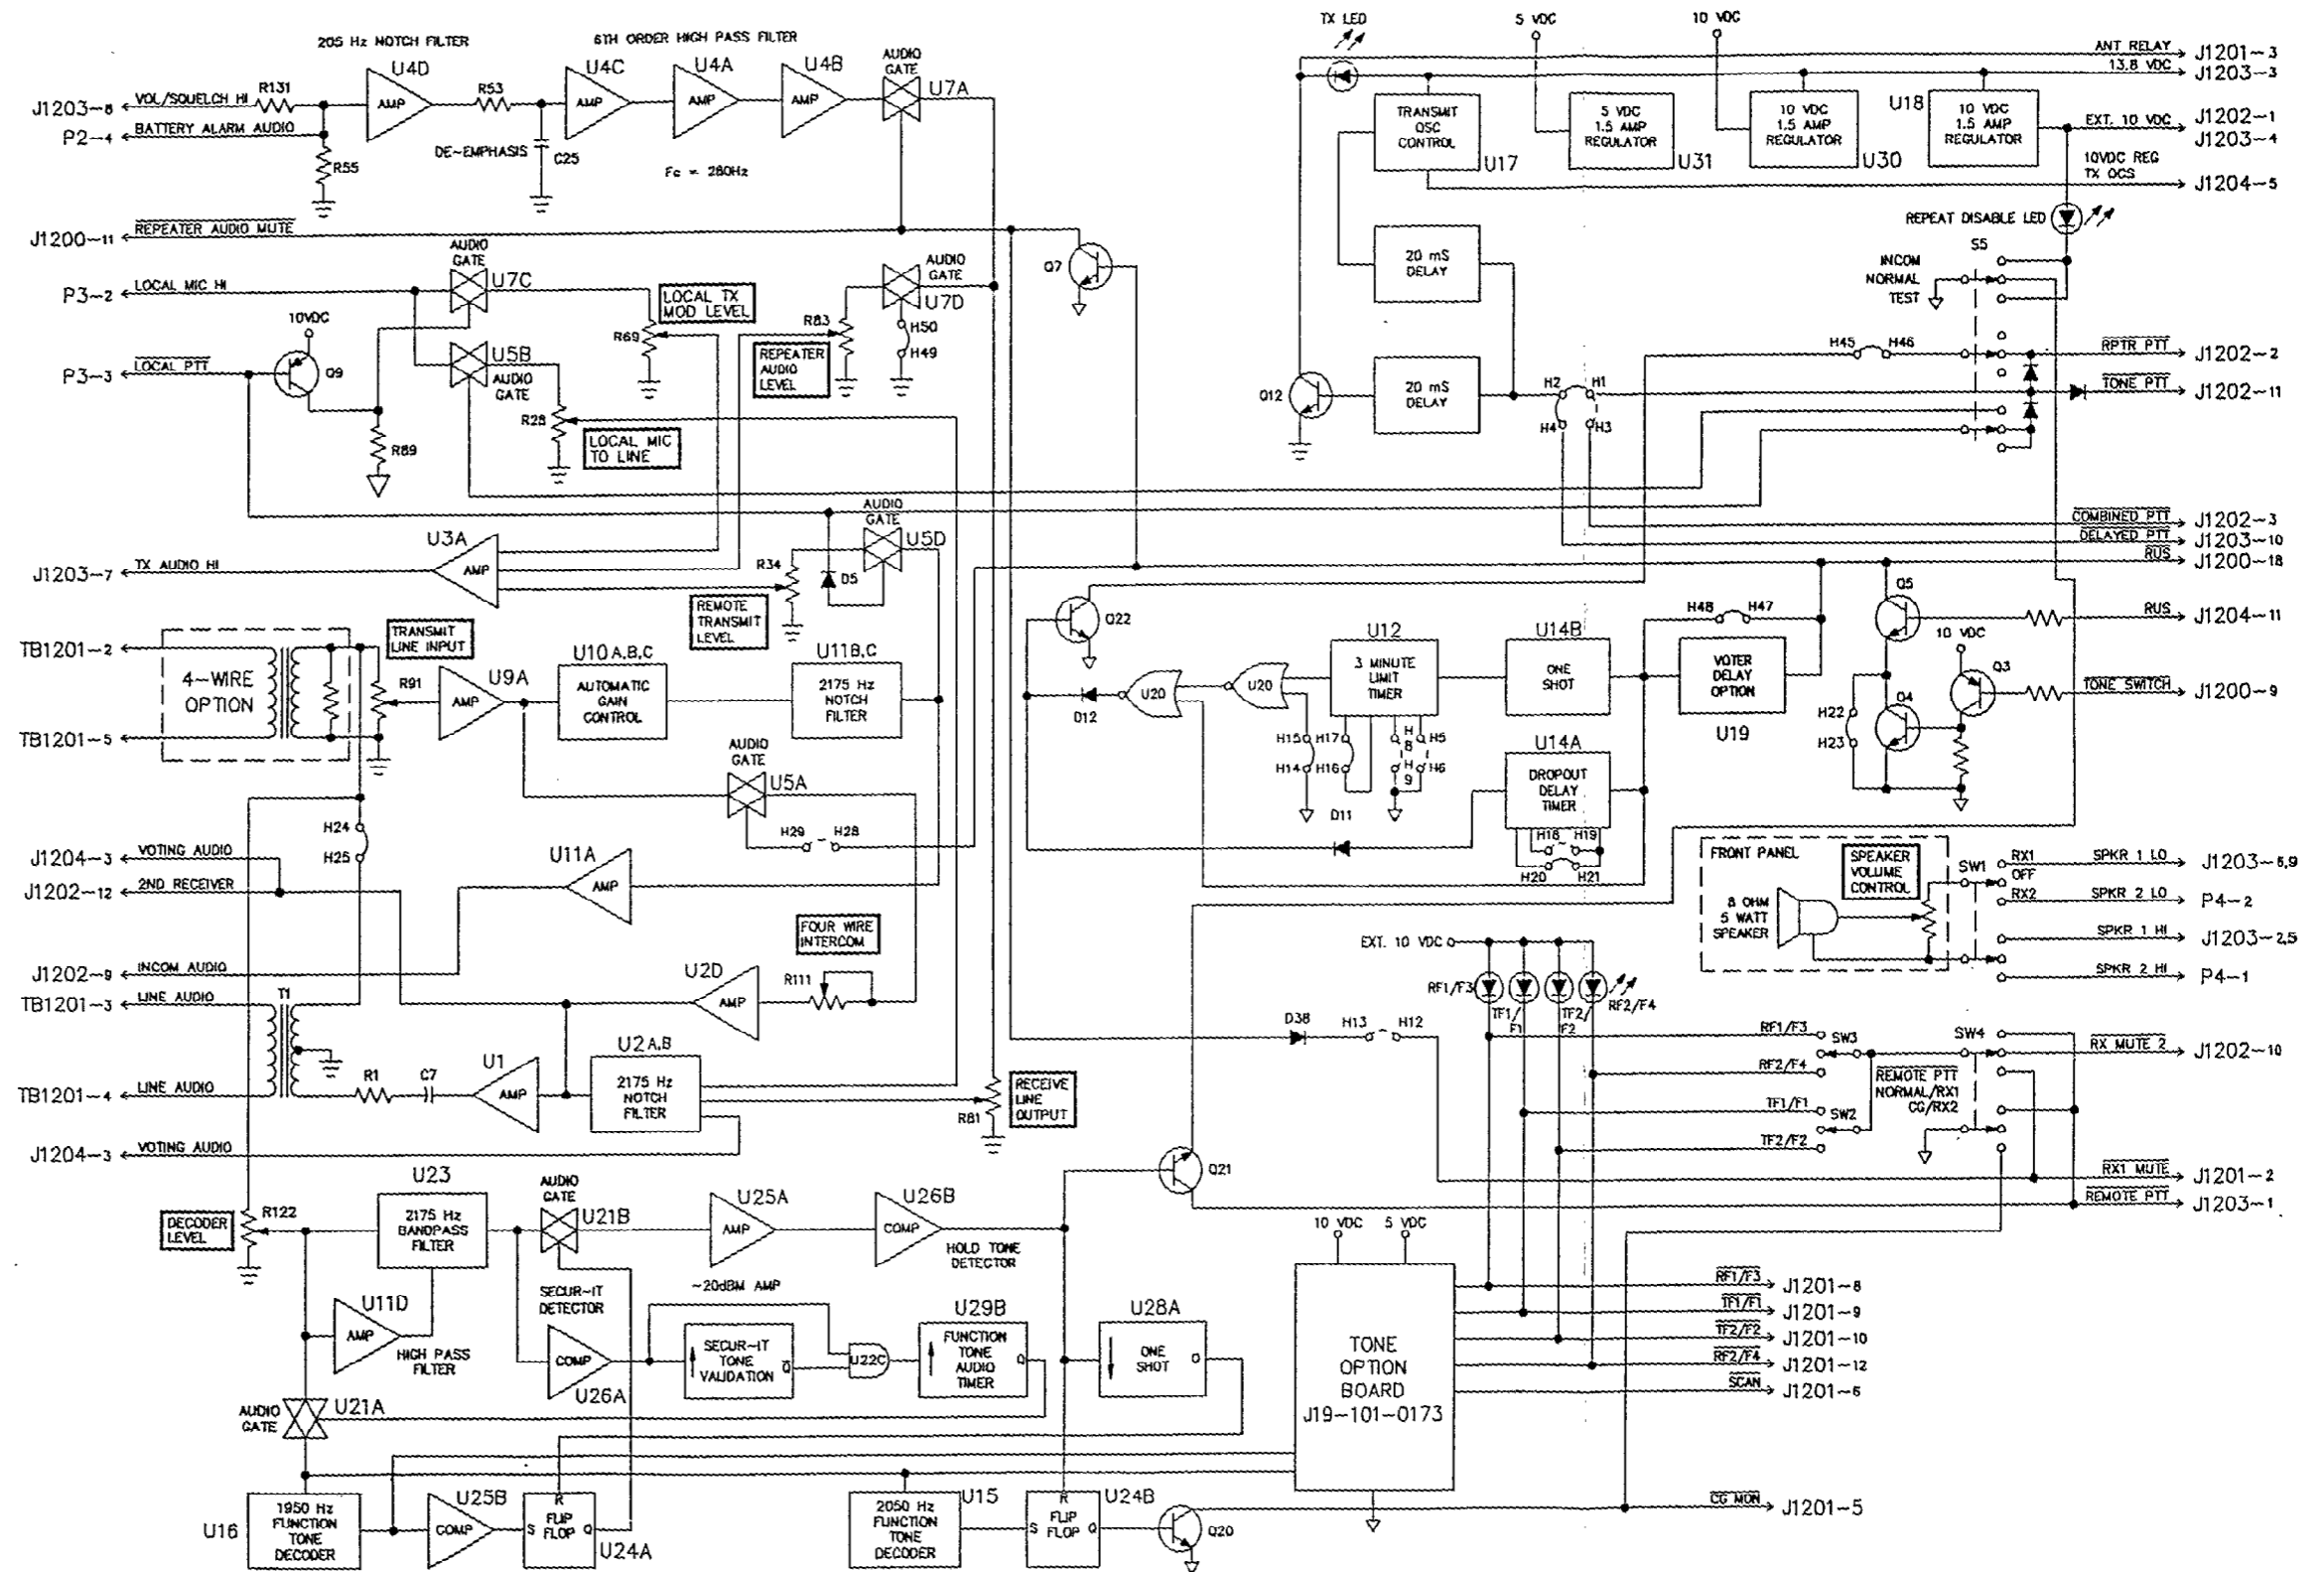 205 Hz NOTCH FILTER
6TH ORDER HIGH PASS FILTER
U4D
U4C
U4A
U4B
AUDIO GATE
U7A
J1203-8
VOL/SQUELCH HI
R131
AMP
R53
AMP
AMP
AMP
P2-4
BATTERY ALARM AUDIO
R55
DE-EMPHASIS
C25
Fc = 280Hz
TX LED
5 VDC
10 VDC
ANT RELAY
J1201-3
13.8 VDC
J1203-3
TRANSMIT OSC CONTROL
U17
5 VDC 1.5 AMP REGULATOR
U31
10 VDC 1.5 AMP REGULATOR
U30
U18
10 VDC 1.5 AMP REGULATOR
EXT. 10 VDC
J1202-1
J1203-4
10VDC REG
TX OCS
J1204-5
J1200-11
REPEATER AUDIO MUTE
REPEAT DISABLE LED
P3-2
LOCAL MIC HI
AUDIO GATE
U7C
LOCAL TX MOD LEVEL
R69
AUDIO GATE
U7D
R83
H50
H49
REPEATER AUDIO LEVEL
Q7
20 mS DELAY
S5
INCOM
NORMAL
TEST
P3-3
LOCAL PTT
10VDC
Q9
U5B
AUDIO GATE
R28
LOCAL MIC TO LINE
R89
Q12
20 mS DELAY
H2
H1
H4
H3
H45
H46
RPTR PTT
J1202-2
TONE PTT
J1202-11
COMBINED PTT
J1202-3
DELAYED PTT
J1203-10
RUS
J1200-18
J1203-7
TX AUDIO HI
U3A
AMP
AUDIO GATE
U5D
R34
D5
REMOTE TRANSMIT LEVEL
Q22
Q5
RUS
J1204-11
TB1201-2
4-WIRE OPTION
TB1201-5
TRANSMIT LINE INPUT
R91
U9A
AMP
U10 A,B,C
AUTOMATIC GAIN CONTROL
U11B,C
2175 Hz NOTCH FILTER
D12
U20
U20
U12
3 MINUTE LIMIT TIMER
U14B
ONE SHOT
H48
H47
VOTER DELAY OPTION
U19
10 VDC
Q3
Q4
H22
H23
TONE SWITCH
J1200-9
H15
H14
H17
H16
H8
H9
H5
H6
U14A
DROPOUT DELAY TIMER
H18
H19
H20
H21
D11
AUDIO GATE
U5A
H29
H28
H24
H25
J1204-3
VOTING AUDIO
J1202-12
2ND RECEIVER
U11A
AMP
FOUR WIRE INTERCOM
R111
U2D
AMP
J1202-9
INCOM AUDIO
TB1201-3
LINE AUDIO
T1
TB1201-4
LINE AUDIO
R1
C7
U1
AMP
U2 A,B
2175 Hz NOTCH FILTER
R81
RECEIVE LINE OUTPUT
J1204-3
VOTING AUDIO
FRONT PANEL
SPEAKER VOLUME CONTROL
8 OHM 5 WATT SPEAKER
SW1
RX1
OFF
RX2
SPKR 1 LO
J1203-6,9
SPKR 2 LO
P4-2
SPKR 1 HI
J1203-2,5
SPKR 2 HI
P4-1
EXT. 10 VDC
RF1/F3
TF1/F1
TF2/F2
RF2/F4
D38
H13
H12
RF1/F3
SW3
RF2/F4
TF1/F1
SW2
TF2/F2
SW4
REMOTE PTT
NORMAL/RX1
CG/RX2
RX MUTE 2
J1202-10
RX1 MUTE
J1201-2
REMOTE PTT
J1203-1
Q21
DECODER LEVEL
R122
U23
2175 Hz BANDPASS FILTER
AUDIO GATE
U21B
U25A
AMP
U26B
COMP
HOLD TONE DETECTOR
U11D
AMP
HIGH PASS FILTER
SECUR-IT DETECTOR
COMP
U26A
~20dBM AMP
SECUR-IT TONE VALIDATION
Q
U22C
U29B
FUNCTION TONE AUDIO TIMER
Q
U28A
ONE SHOT
Q
10 VDC
5 VDC
TONE OPTION BOARD
J19-101-0173
RF1/F3
J1201-8
TF1/F1
J1201-9
TF2/F2
J1201-10
RF2/F4
J1201-12
SCAN
J1201-6
AUDIO GATE
U21A
U16
1950 Hz FUNCTION TONE DECODER
U25B
COMP
R
S
FLIP FLOP
Q
U24A
2050 Hz FUNCTION TONE DECODER
U15
R
S
FLIP FLOP
Q
U24B
Q20
CG MON
J1201-5